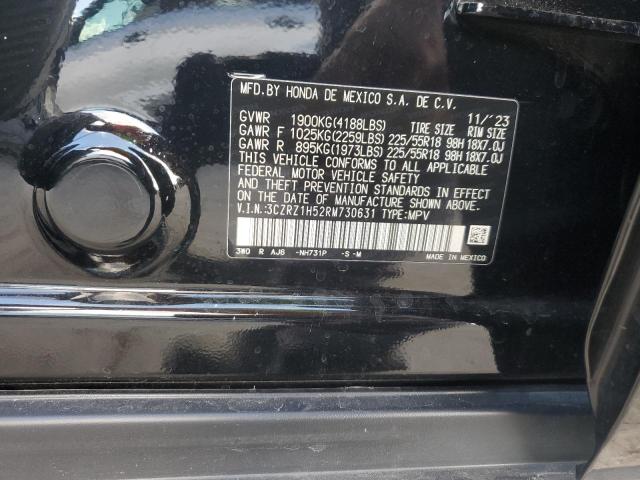 MFD.BY HONDA DE MEXICO S.A. DE C.V.
11/'23
GVWR 1900KG(4188LBS) TIRE SIZE RIM SIZE
GAWR F 1025KG(2259LBS) 225/55R18 98H 18X7.0J
GAWR R 895KG(1973LBS) 225/55R18 98H 18X7.0J
THIS VEHICLE CONFORMS TO ALL APPLICABLE
FEDERAL MOTOR VEHICLE SAFETY, BUMPER,
AND THEFT PREVENTION STANDARDS IN EFFECT
ON THE DATE OF MANUFACTURE SHOWN ABOVE.
V.I.N.:3CZRZ1H52RM730631 TYPE:MPV
3W0 R AJ6 -NH731P -S-M MADE IN MEXICO